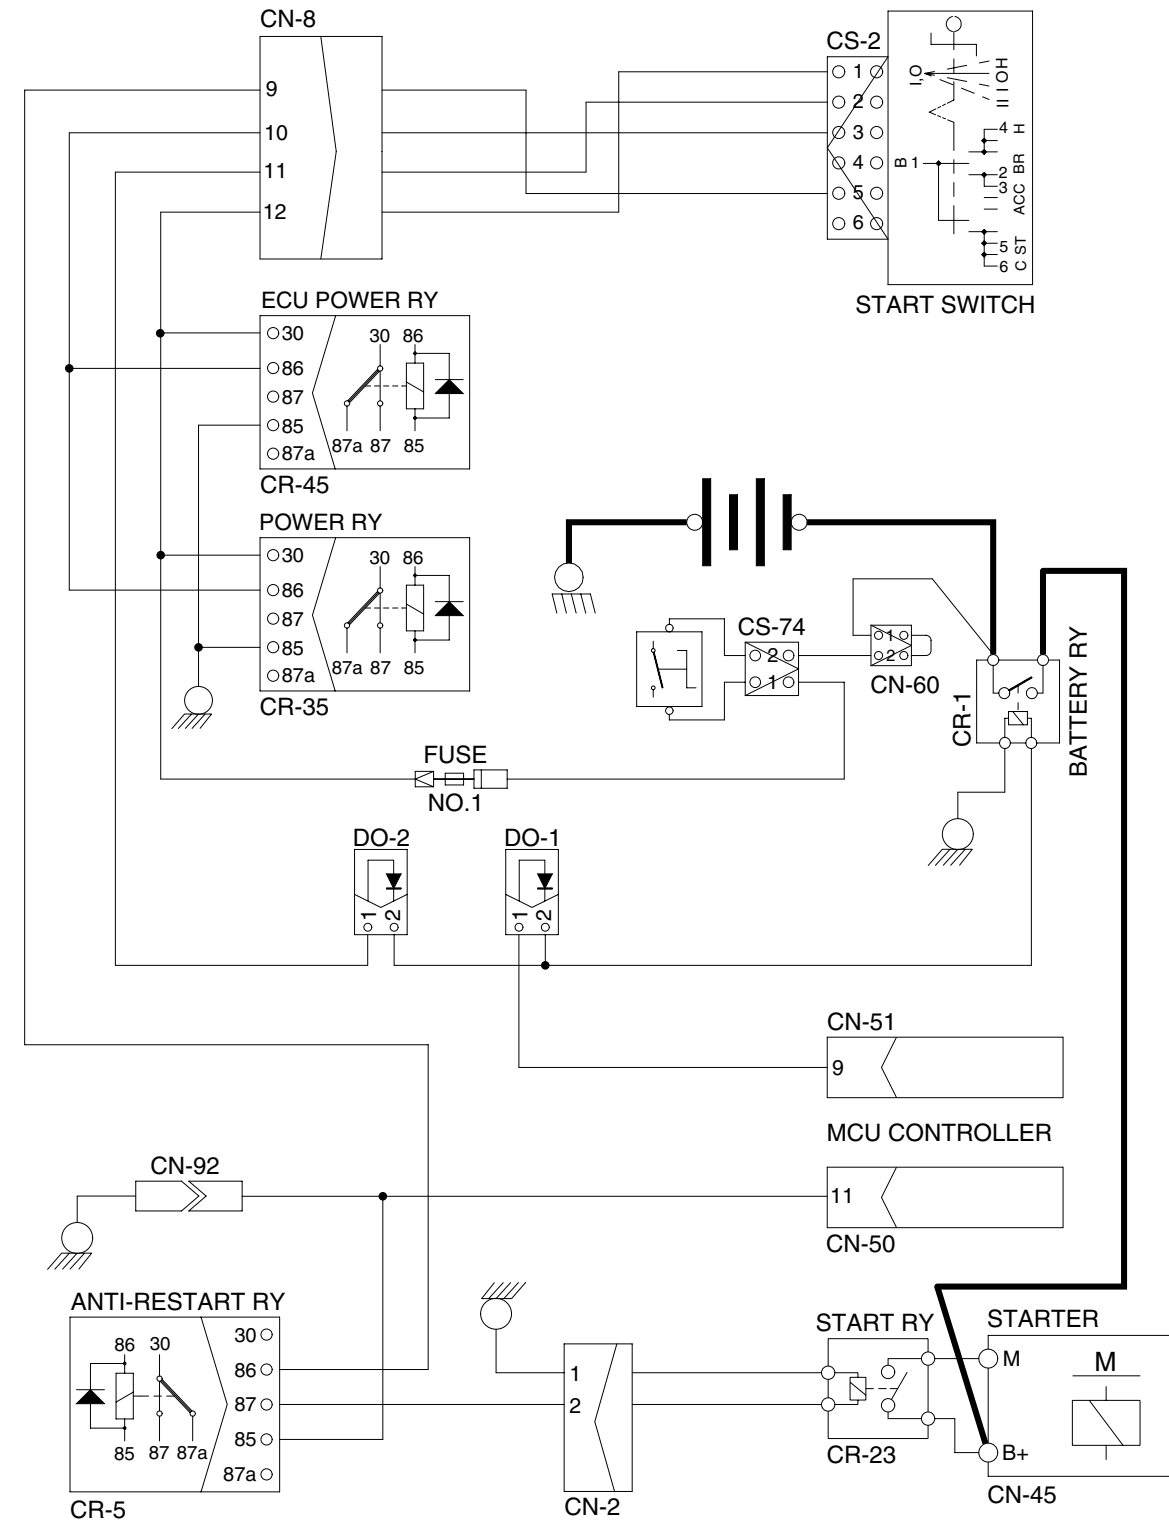 CN-8
9
10
11
12
CS-2
1
2
3
4
5
6
I,O
H
O
I
II
B 1
4 H
BR
2
3
ACC
5 ST
6 C
START SWITCH
ECU POWER RY
30
86
87
85
87a
30 86
87a 87 85
CR-45
POWER RY
30
86
87
85
87a
30 86
87a 87 85
CR-35
CS-74
2
1
1
2
CN-60
CR-1
BATTERY RY
FUSE
NO.1
DO-2
1
2
DO-1
1
2
CN-51
9
MCU CONTROLLER
11
CN-50
CN-92
ANTI-RESTART RY
86 30
85 87 87a
30
86
87
85
87a
CR-5
1
2
CN-2
START RY
CR-23
STARTER
M
M
B+
CN-45